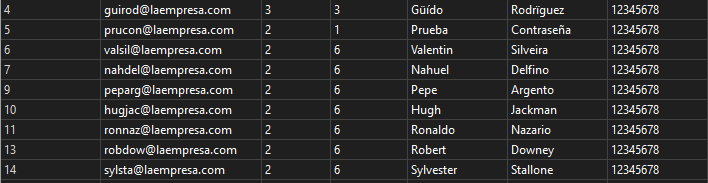 4 guirod@laempresa.com 3 3 Güído Rodrïguez 12345678
5 prucon@laempresa.com 2 1 Prueba Contraseña 12345678
6 valsil@laempresa.com 2 6 Valentin Silveira 12345678
7 nahdel@laempresa.com 2 6 Nahuel Delfino 12345678
9 peparg@laempresa.com 2 6 Pepe Argento 12345678
10 hugjac@laempresa.com 2 6 Hugh Jackman 12345678
11 ronnaz@laempresa.com 2 6 Ronaldo Nazario 12345678
13 robdow@laempresa.com 2 6 Robert Downey 12345678
14 sylsta@laempresa.com 2 6 Sylvester Stallone 12345678